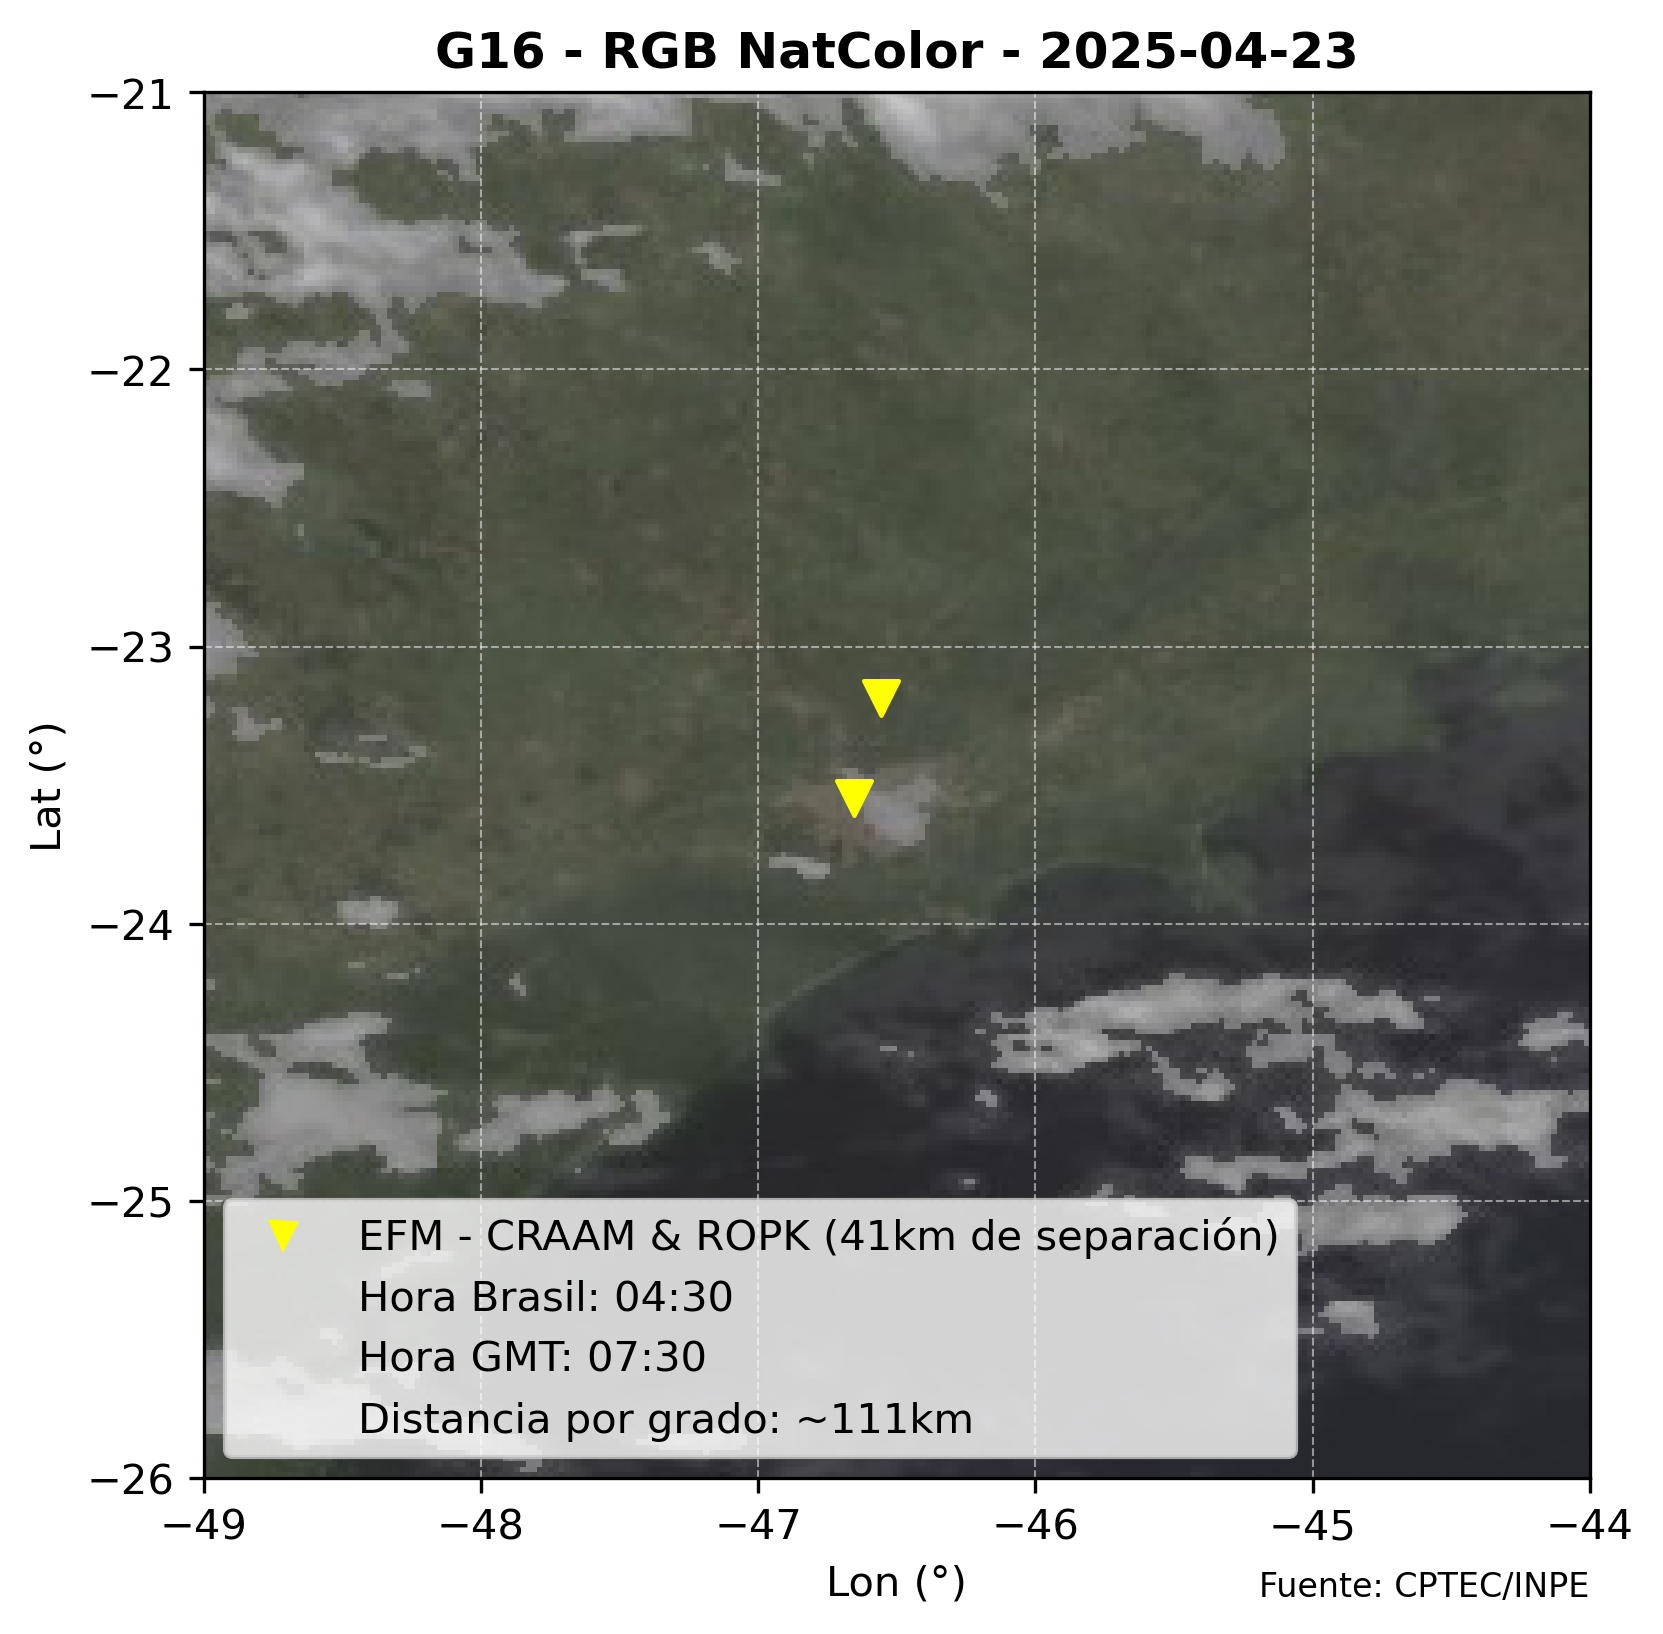 G16 - RGB NatColor - 2025-04-23
−21
−22
−23
−24
−25
−26
Lat (°)
EFM - CRAAM & ROPK (41km de separación)
Hora Brasil: 04:30
Hora GMT: 07:30
Distancia por grado: ~111km
−49 −48 −47 −46 −45 −44
Lon (°)
Fuente: CPTEC/INPE